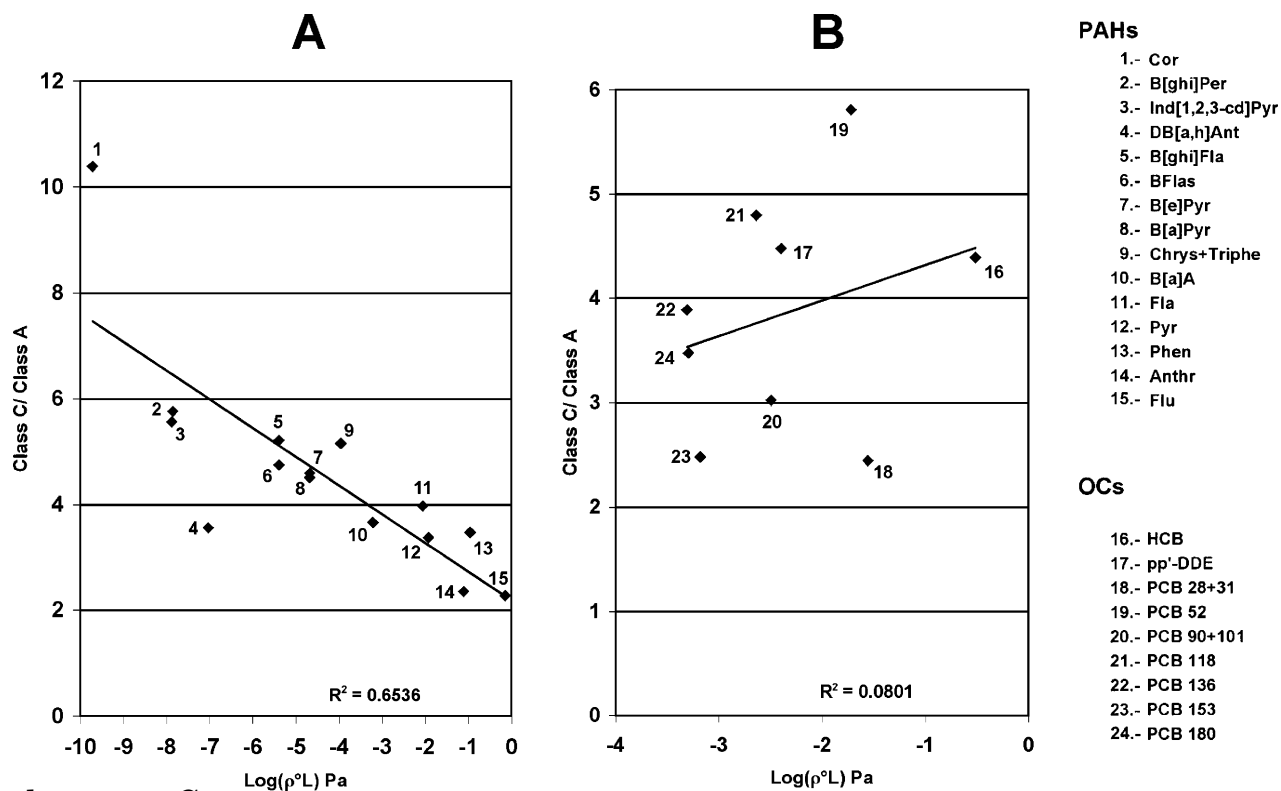 A
Class C/ Class A
12
10
8
6
4
2
0
1
2
3
4
5
6
7
8
9
10
11
12
13
14
15
R² = 0.6536
-10 -9 -8 -7 -6 -5 -4 -3 -2 -1 0
Log(ρ°L) Pa
B
Class C/ Class A
6
5
4
3
2
1
0
19
21
17
16
22
24
20
23
18
R² = 0.0801
-4 -3 -2 -1 0
Log(ρ°L) Pa
PAHs
1.- Cor
2.- B[ghi]Per
3.- Ind[1,2,3-cd]Pyr
4.- DB[a,h]Ant
5.- B[ghi]Fla
6.- BFlas
7.- B[e]Pyr
8.- B[a]Pyr
9.- Chrys+Triphe
10.- B[a]A
11.- Fla
12.- Pyr
13.- Phen
14.- Anthr
15.- Flu
OCs
16.- HCB
17.- pp'-DDE
18.- PCB 28+31
19.- PCB 52
20.- PCB 90+101
21.- PCB 118
22.- PCB 136
23.- PCB 153
24.- PCB 180